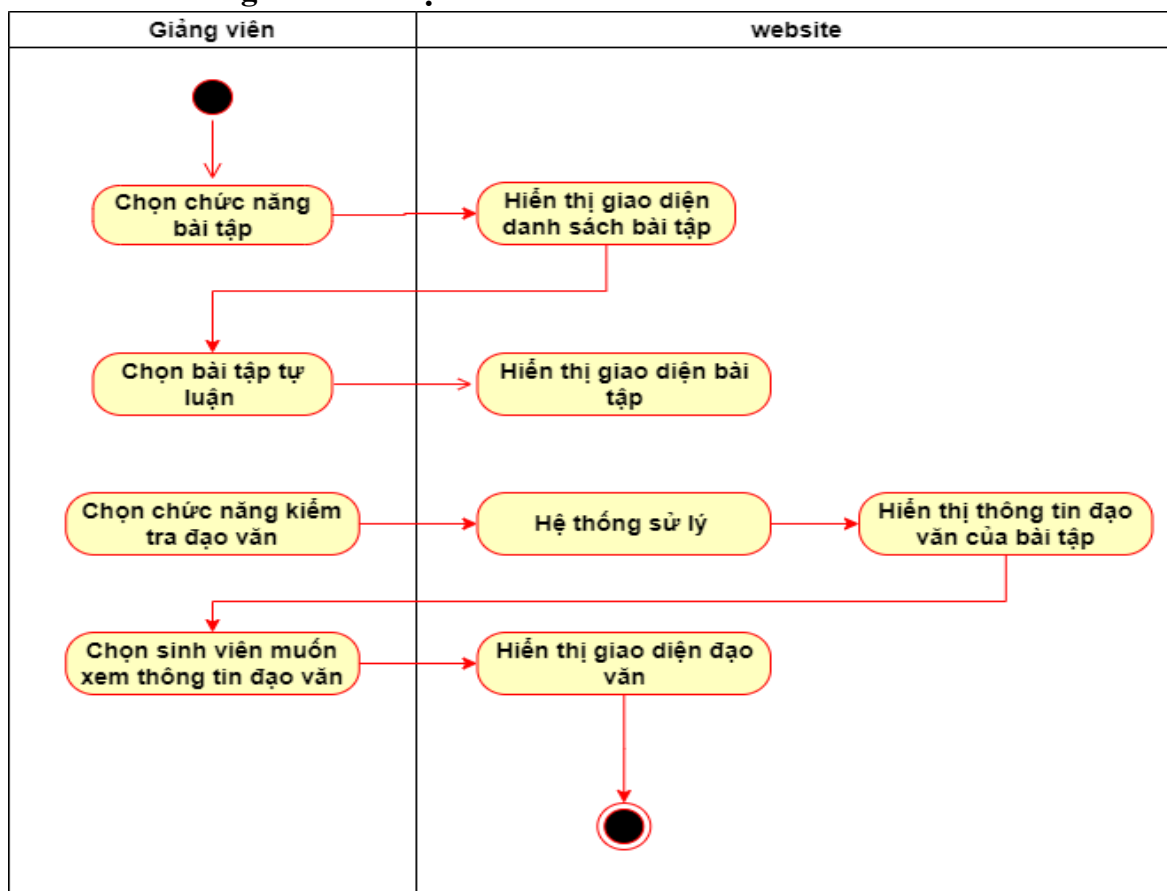 Giảng viên
website
Chọn chức năng
bài tập
Hiển thị giao diện
danh sách bài tập
Chọn bài tập tự
luận
Hiển thị giao diện bài
tập
Chọn chức năng kiểm
tra đạo văn
Hệ thống sử lý
Hiển thị thông tin đạo
văn của bài tập
Chọn sinh viên muốn
xem thông tin đạo văn
Hiển thị giao diện đạo
văn